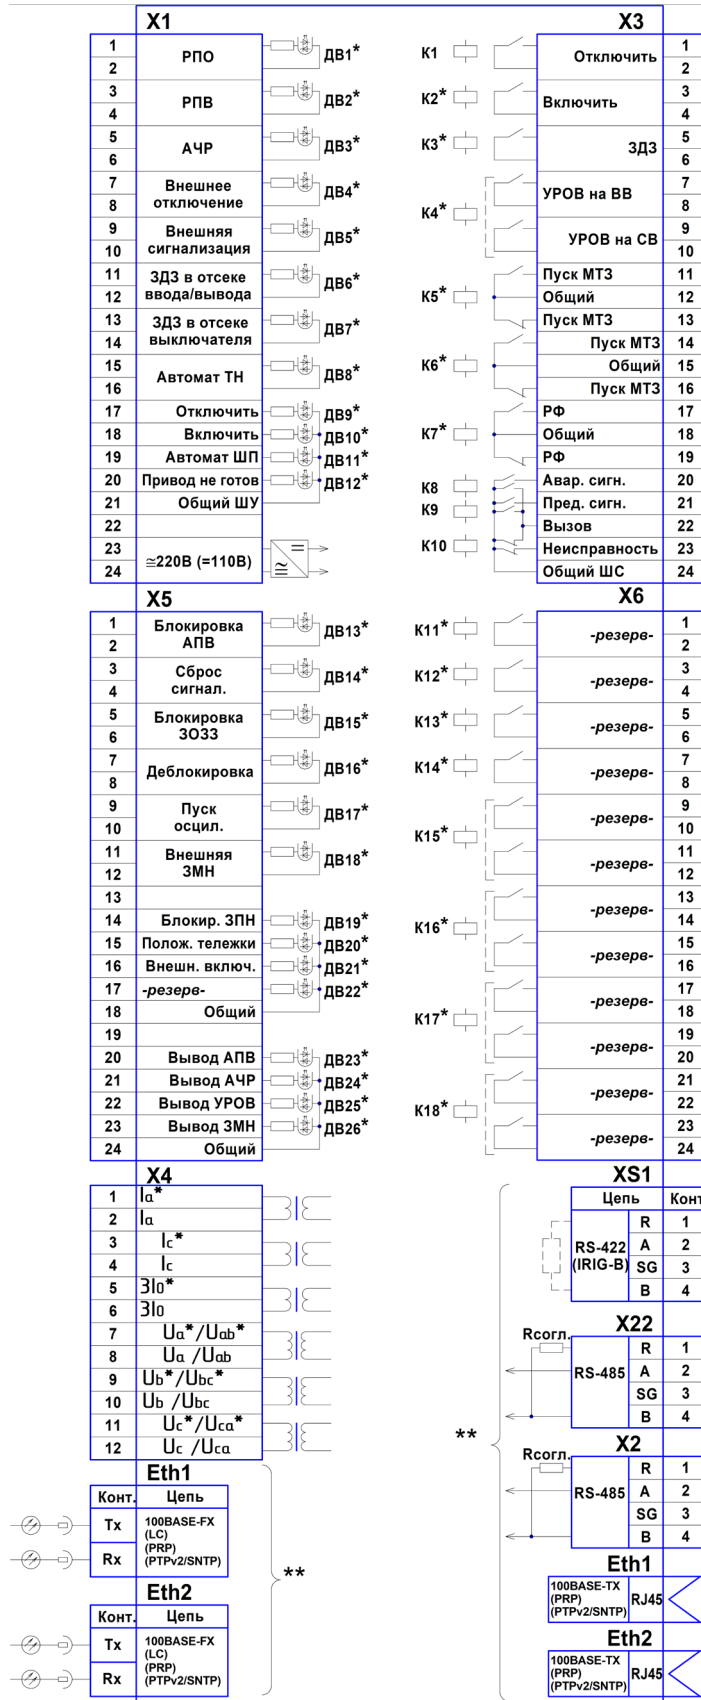 X1
1
РПО
ДВ1*
2
3
РПВ
ДВ2*
4
5
АЧР
ДВ3*
6
7
Внешнее
отключение
ДВ4*
8
9
Внешняя
сигнализация
ДВ5*
10
11
ЗДЗ в отсеке
ввода/вывода
ДВ6*
12
13
ЗДЗ в отсеке
выключателя
ДВ7*
14
15
Автомат ТН
ДВ8*
16
17 Отключить ДВ9*
18 Включить ДВ10*
19 Автомат ШП ДВ11*
20 Привод не готов ДВ12*
21 Общий ШУ
22
23
≅220В (=110В)
=
≅
24
X3
К1
Отключить
1
2
К2*
Включить
3
4
К3*
ЗДЗ
5
6
К4*
УРОВ на ВВ
7
8
УРОВ на СВ
9
10
К5*
Пуск МТЗ 11
Общий 12
Пуск МТЗ 13
К6*
Пуск МТЗ 14
Общий 15
Пуск МТЗ 16
К7*
РФ 17
Общий 18
РФ 19
К8
Авар. сигн. 20
К9
Пред. сигн. 21
Вызов 22
К10
Неисправность 23
Общий ШС 24
X5
1
Блокировка
АПВ
ДВ13*
2
3
Сброс
сигнал.
ДВ14*
4
5
Блокировка
ЗОЗЗ
ДВ15*
6
7
Деблокировка
ДВ16*
8
9
Пуск
осцил.
ДВ17*
10
11
Внешняя
ЗМН
ДВ18*
12
13
14 Блокир. ЗПН ДВ19*
15 Полож. тележки ДВ20*
16 Внешн. включ. ДВ21*
17 -резерв- ДВ22*
18 Общий
19
20 Вывод АПВ ДВ23*
21 Вывод АЧР ДВ24*
22 Вывод УРОВ ДВ25*
23 Вывод ЗМН ДВ26*
24 Общий
X6
К11*
-резерв-
1
2
К12*
-резерв-
3
4
К13*
-резерв-
5
6
К14*
-резерв-
7
8
К15*
-резерв-
9
10
-резерв-
11
12
К16*
-резерв-
13
14
-резерв-
15
16
К17*
-резерв-
17
18
-резерв-
19
20
К18*
-резерв-
21
22
-резерв-
23
24
X4
1 Ia*
2 Ia
3 Ic*
4 Ic
5 3I0*
6 3I0
7 Ua*/Uab*
8 Ua /Uab
9 Ub*/Ubc*
10 Ub /Ubc
11 Uc*/Uca*
12 Uc /Uca
Eth1
Конт. Цепь
Tx
Rx
100BASE-FX
(LC)
(PRP)
(PTPv2/SNTP)
**
Eth2
Конт. Цепь
Tx
Rx
100BASE-FX
(LC)
(PRP)
(PTPv2/SNTP)
**
XS1
Цепь Конт
RS-422
(IRIG-B)
R 1
A 2
SG 3
B 4
X22
Rсогл.
RS-485
R 1
A 2
SG 3
B 4
X2
Rсогл.
RS-485
R 1
A 2
SG 3
B 4
Eth1
100BASE-TX
(PRP)
(PTPv2/SNTP)
RJ45
Eth2
100BASE-TX
(PRP)
(PTPv2/SNTP)
RJ45